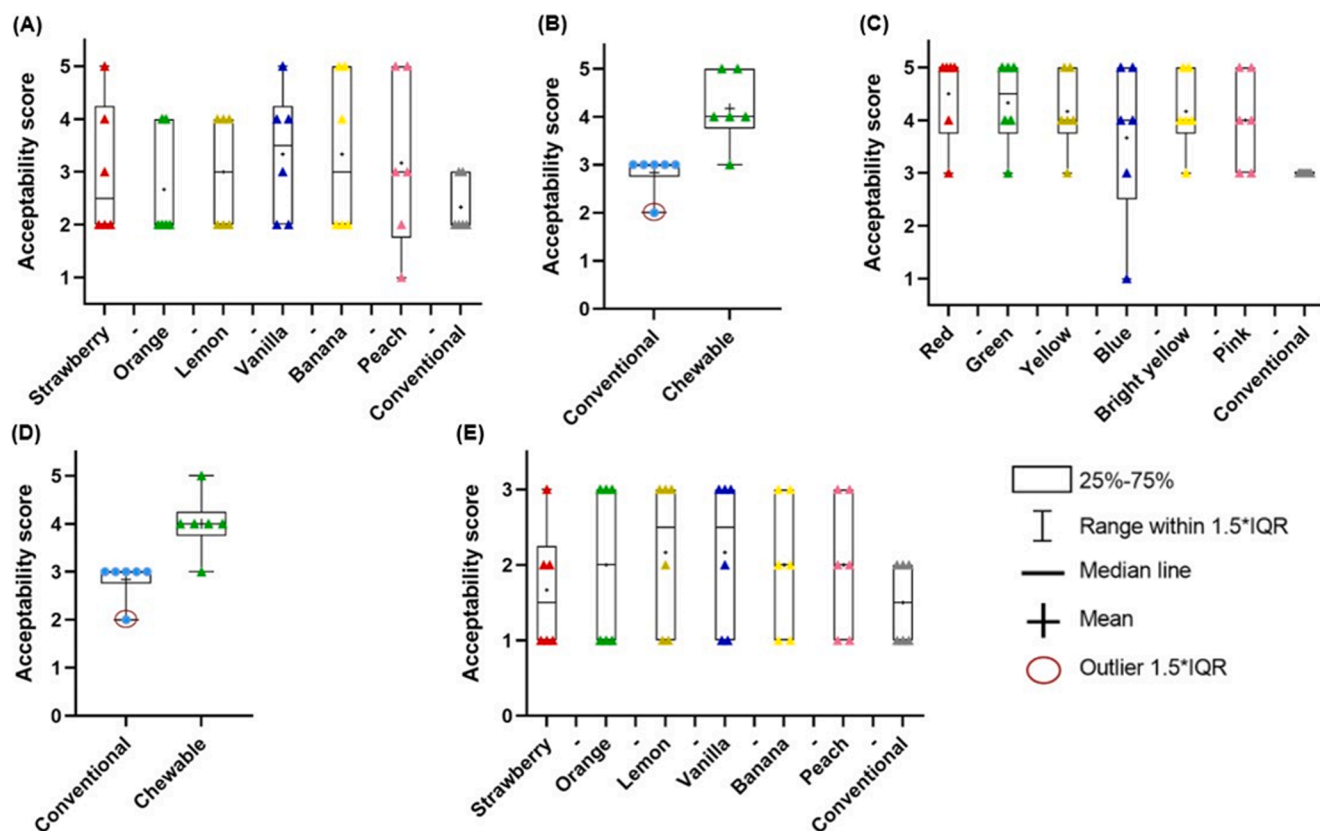 (A)
Acceptability score
5
4
3
2
1
Strawberry
-
Orange
-
Lemon
-
Vanilla
-
Banana
-
Peach
-
Conventional
(B)
Acceptability score
5
4
3
2
1
0
Conventional
Chewable
(C)
Acceptability score
5
4
3
2
1
Red
-
Green
-
Yellow
-
Blue
-
Bright yellow
-
Pink
-
Conventional
(D)
Acceptability score
5
4
3
2
1
0
Conventional
Chewable
(E)
Acceptability score
3
2
1
0
Strawberry
-
Orange
-
Lemon
-
Vanilla
-
Banana
-
Peach
-
Conventional
25%-75%
Range within 1.5*IQR
Median line
Mean
Outlier 1.5*IQR